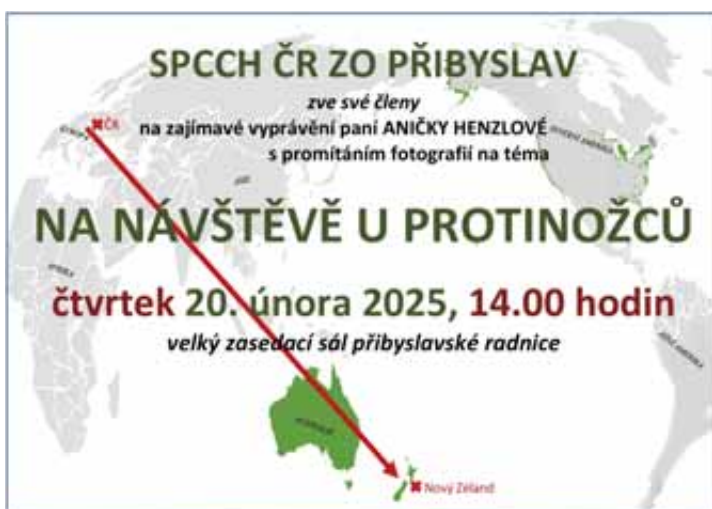 SPCCH ČR ZO PŘIBYSLAV
zve své členy
na zajímavé vyprávění paní ANIČKY HENZLOVÉ
s promítáním fotografií na téma
ČR
NA NÁVŠTĚVĚ U PROTINOŽCŮ
čtvrtek 20. února 2025, 14.00 hodin
velký zasedací sál přibyslavské radnice
Nový Zéland